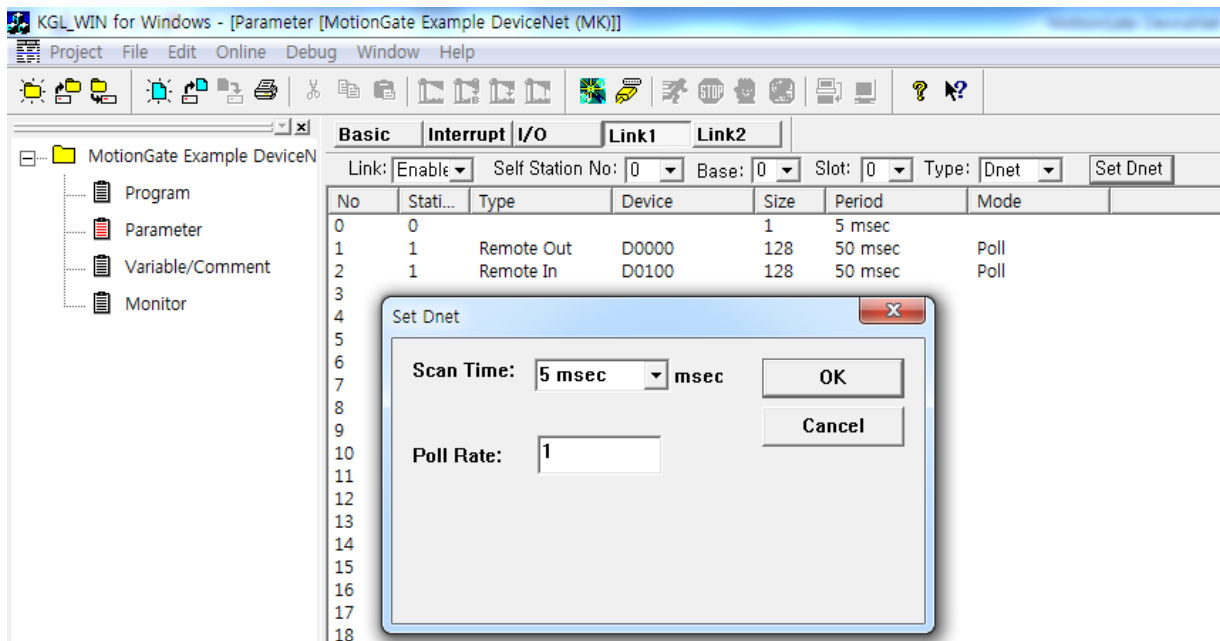 KGL_WIN for Windows - [Parameter [MotionGate Example DeviceNet (MK)]]
Project File Edit Online Debug Window Help
STOP
MotionGate Example DeviceN
Program
Parameter
Variable/Comment
Monitor
Basic Interrupt I/O Link1 Link2
Link: Enable Self Station No: 0 Base: 0 Slot: 0 Type: Dnet Set Dnet
No Stati... Type Device Size Period Mode
0 0 1 5 msec
1 1 Remote Out D0000 128 50 msec Poll
2 1 Remote In D0100 128 50 msec Poll
3
4
5
6
7
8
9
10
11
12
13
14
15
16
17
18
Set Dnet
Scan Time: 5 msec msec
OK
Cancel
Poll Rate: 1